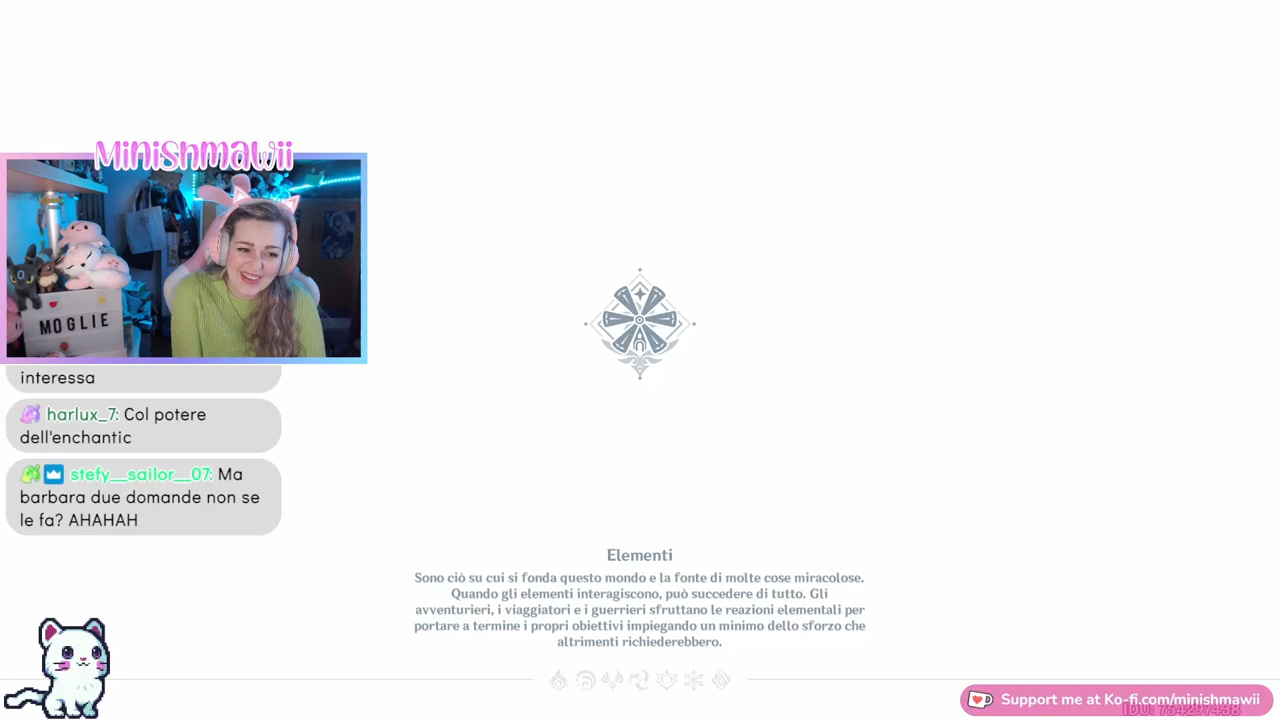 Minishmawii
MOGLIE
interessa
harlux_7: Col potere
dell'enchantic
stefy__sailor__07: Ma
barbara due domande non se
le fa? AHAHAH
Elementi
Sono ciò su cui si fonda questo mondo e la fonte di molte cose miracolose.
Quando gli elementi interagiscono, può succedere di tutto. Gli
avventurieri, i viaggiatori e i guerrieri sfruttano le reazioni elementali per
portare a termine i propri obiettivi impiegando un minimo dello sforzo che
altrimenti richiederebbero.
Support me at Ko-fi.com/minishmawii